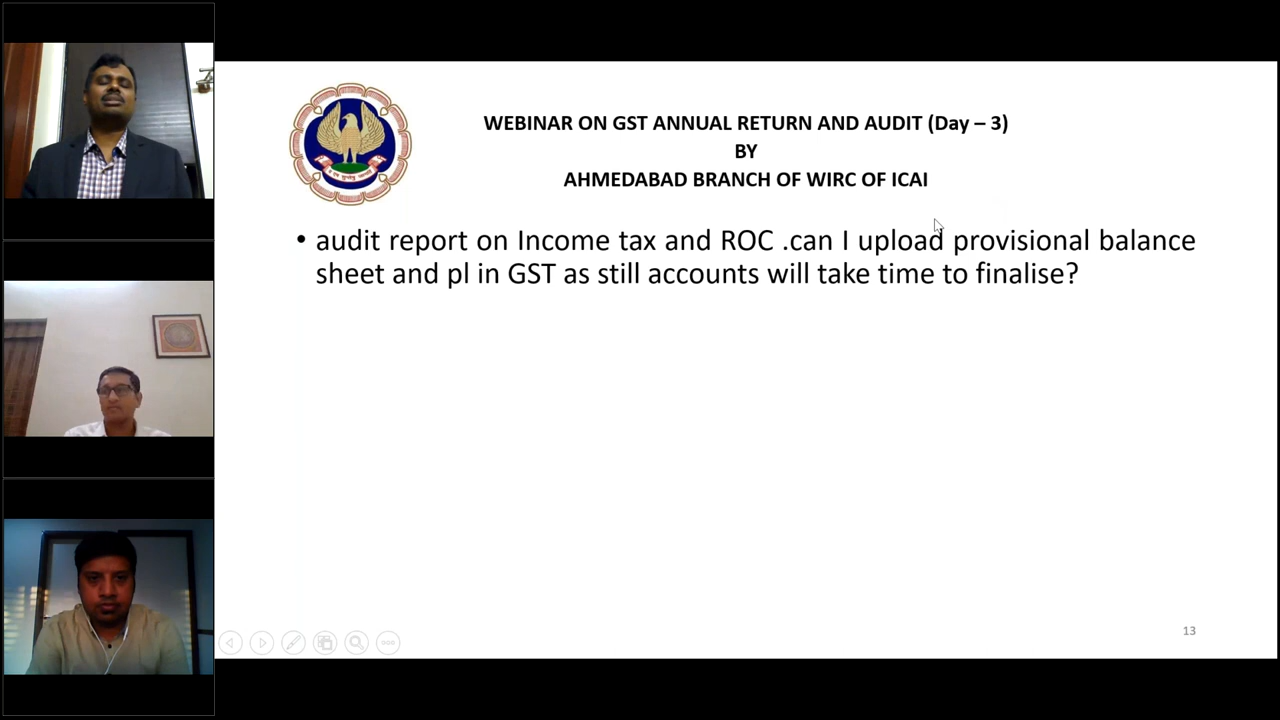 WEBINAR ON GST ANNUAL RETURN AND AUDIT (Day – 3)
BY
AHMEDABAD BRANCH OF WIRC OF ICAI
• audit report on Income tax and ROC .can I upload provisional balance
sheet and pl in GST as still accounts will take time to finalise?
13